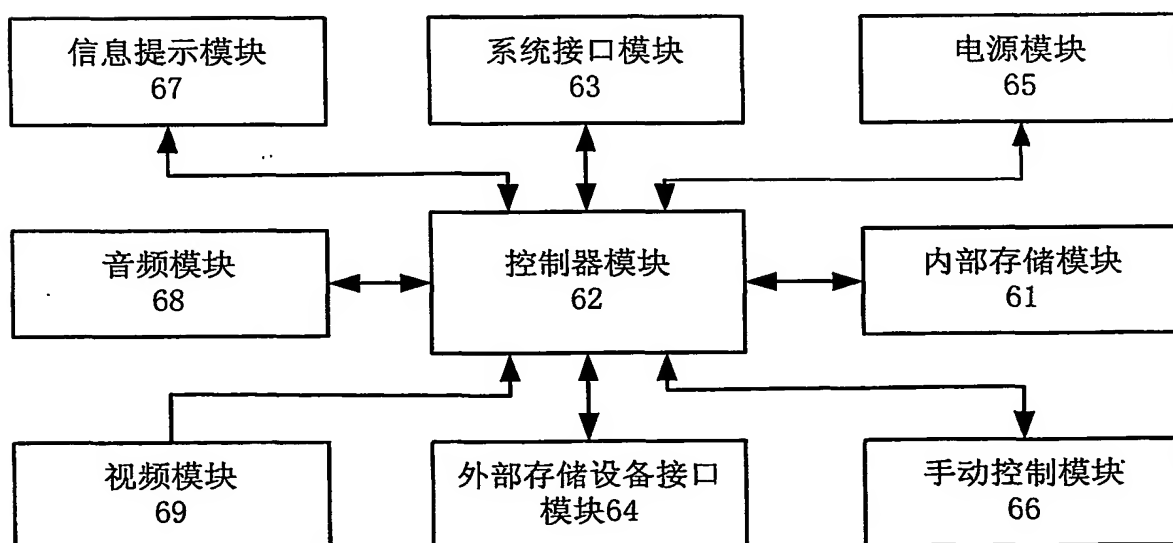 信息提示模块
67
系统接口模块
63
电源模块
65
音频模块
68
控制器模块
62
内部存储模块
61
视频模块
69
外部存储设备接口
模块64
手动控制模块
66